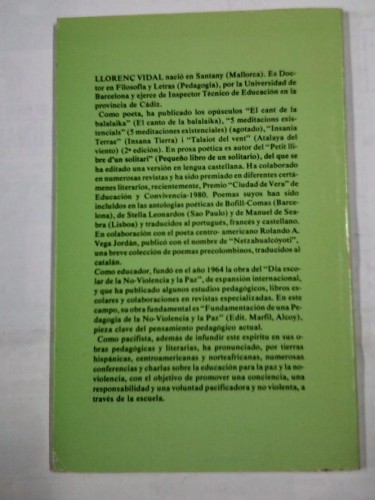 LLORENÇ VIDAL nació en Santany (Mallorca). Es Doc-
tor en Filosofía y Letras (Pedagogía), por la Universidad de
Barcelona y ejerce de Inspector Técnico de Educación en la
provincia de Cádiz.
Como poeta, ha publicado los opúsculos "El cant de la
balalaika" (El canto de la balalaika), "5 meditacions exis-
tencials" (5 meditaciones existenciales) (agotado), "Insania
Terrae" (Insana Tierra) i "Talaiot del vent" (Atalaya del
viento) (2ª edición). En prosa poética es autor del "Petit lli-
bre d'un solitari" (Pequeño libro de un solitario), del que se
ha editado una versión en lengua castellana. Ha colaborado
en numerosas revistas y ha sido premiado en diferentes certá-
menes literarios, recientemente, Premio "Ciudad de Vera" de
Educación y Convivencia-1980. Poemas suyos han sido
incluidos en las antologías poéticas de Bofill-Comas (Barce-
lona), de Stella Leonardos (Sao Paulo) y de Manuel de Sea-
bra (Lisboa) y traducidos al portugués, francés y castellano.
En colaboración con el poeta centro-americano Rolando A.
Vega Jordán, publicó con el nombre de "Netzahualcóyotl",
una breve colección de poemas precolombinos, traducidos al
catalán.
Como educador, fundó en el año 1964 la obra del "Día esco-
lar de la No-Violencia y la Paz", de expansión internacional,
y que ha publicado algunos estudios pedagógicos, libros es-
colares y colaboraciones en revistas especializadas. En este
campo, su obra fundamental es "Fundamentación de una Pe-
dagogía de la No-Violencia y la Paz" (Edit. Marfil, Alcoy),
pieza clave del pensamiento pedagógico actual.
Como pacifista, además de infundir este espíritu en sus o-
bras pedagógicas y literarias, ha pronunciado, por tierras
hispánicas, centroamericanas y norteafricanas, numerosas
conferencias y charlas sobre la educación para la paz y la no-
violencia, con el objetivo de promover una conciencia, una
responsabilidad y una voluntad pacificadora y no violenta, a
través de la escuela.